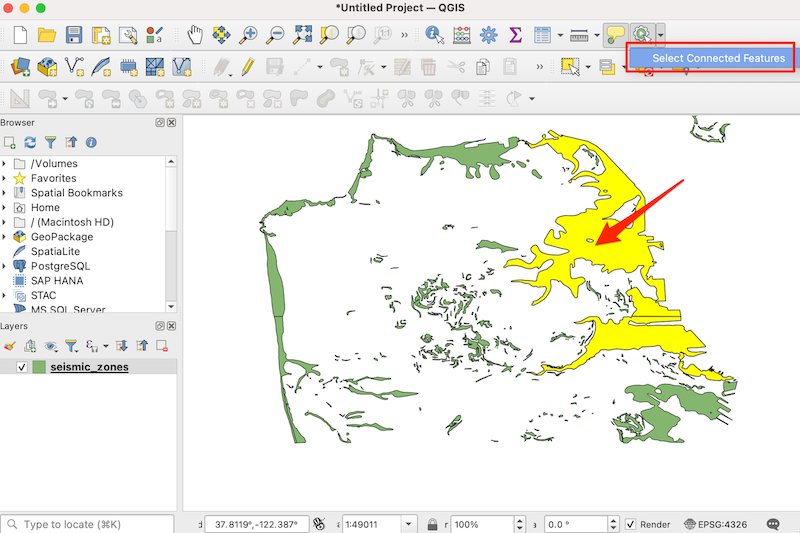 *Untitled Project — QGIS
Select Connected Features
Browser
/Volumes
Favorites
Spatial Bookmarks
Home
/ (Macintosh HD)
GeoPackage
SpatiaLite
PostgreSQL
SAP HANA
STAC
MS SQL Server
Layers
seismic_zones
Type to locate (⌘K)
37.8119°,-122.387°
1:49011
r
100%
0.0 °
Render
EPSG:4326